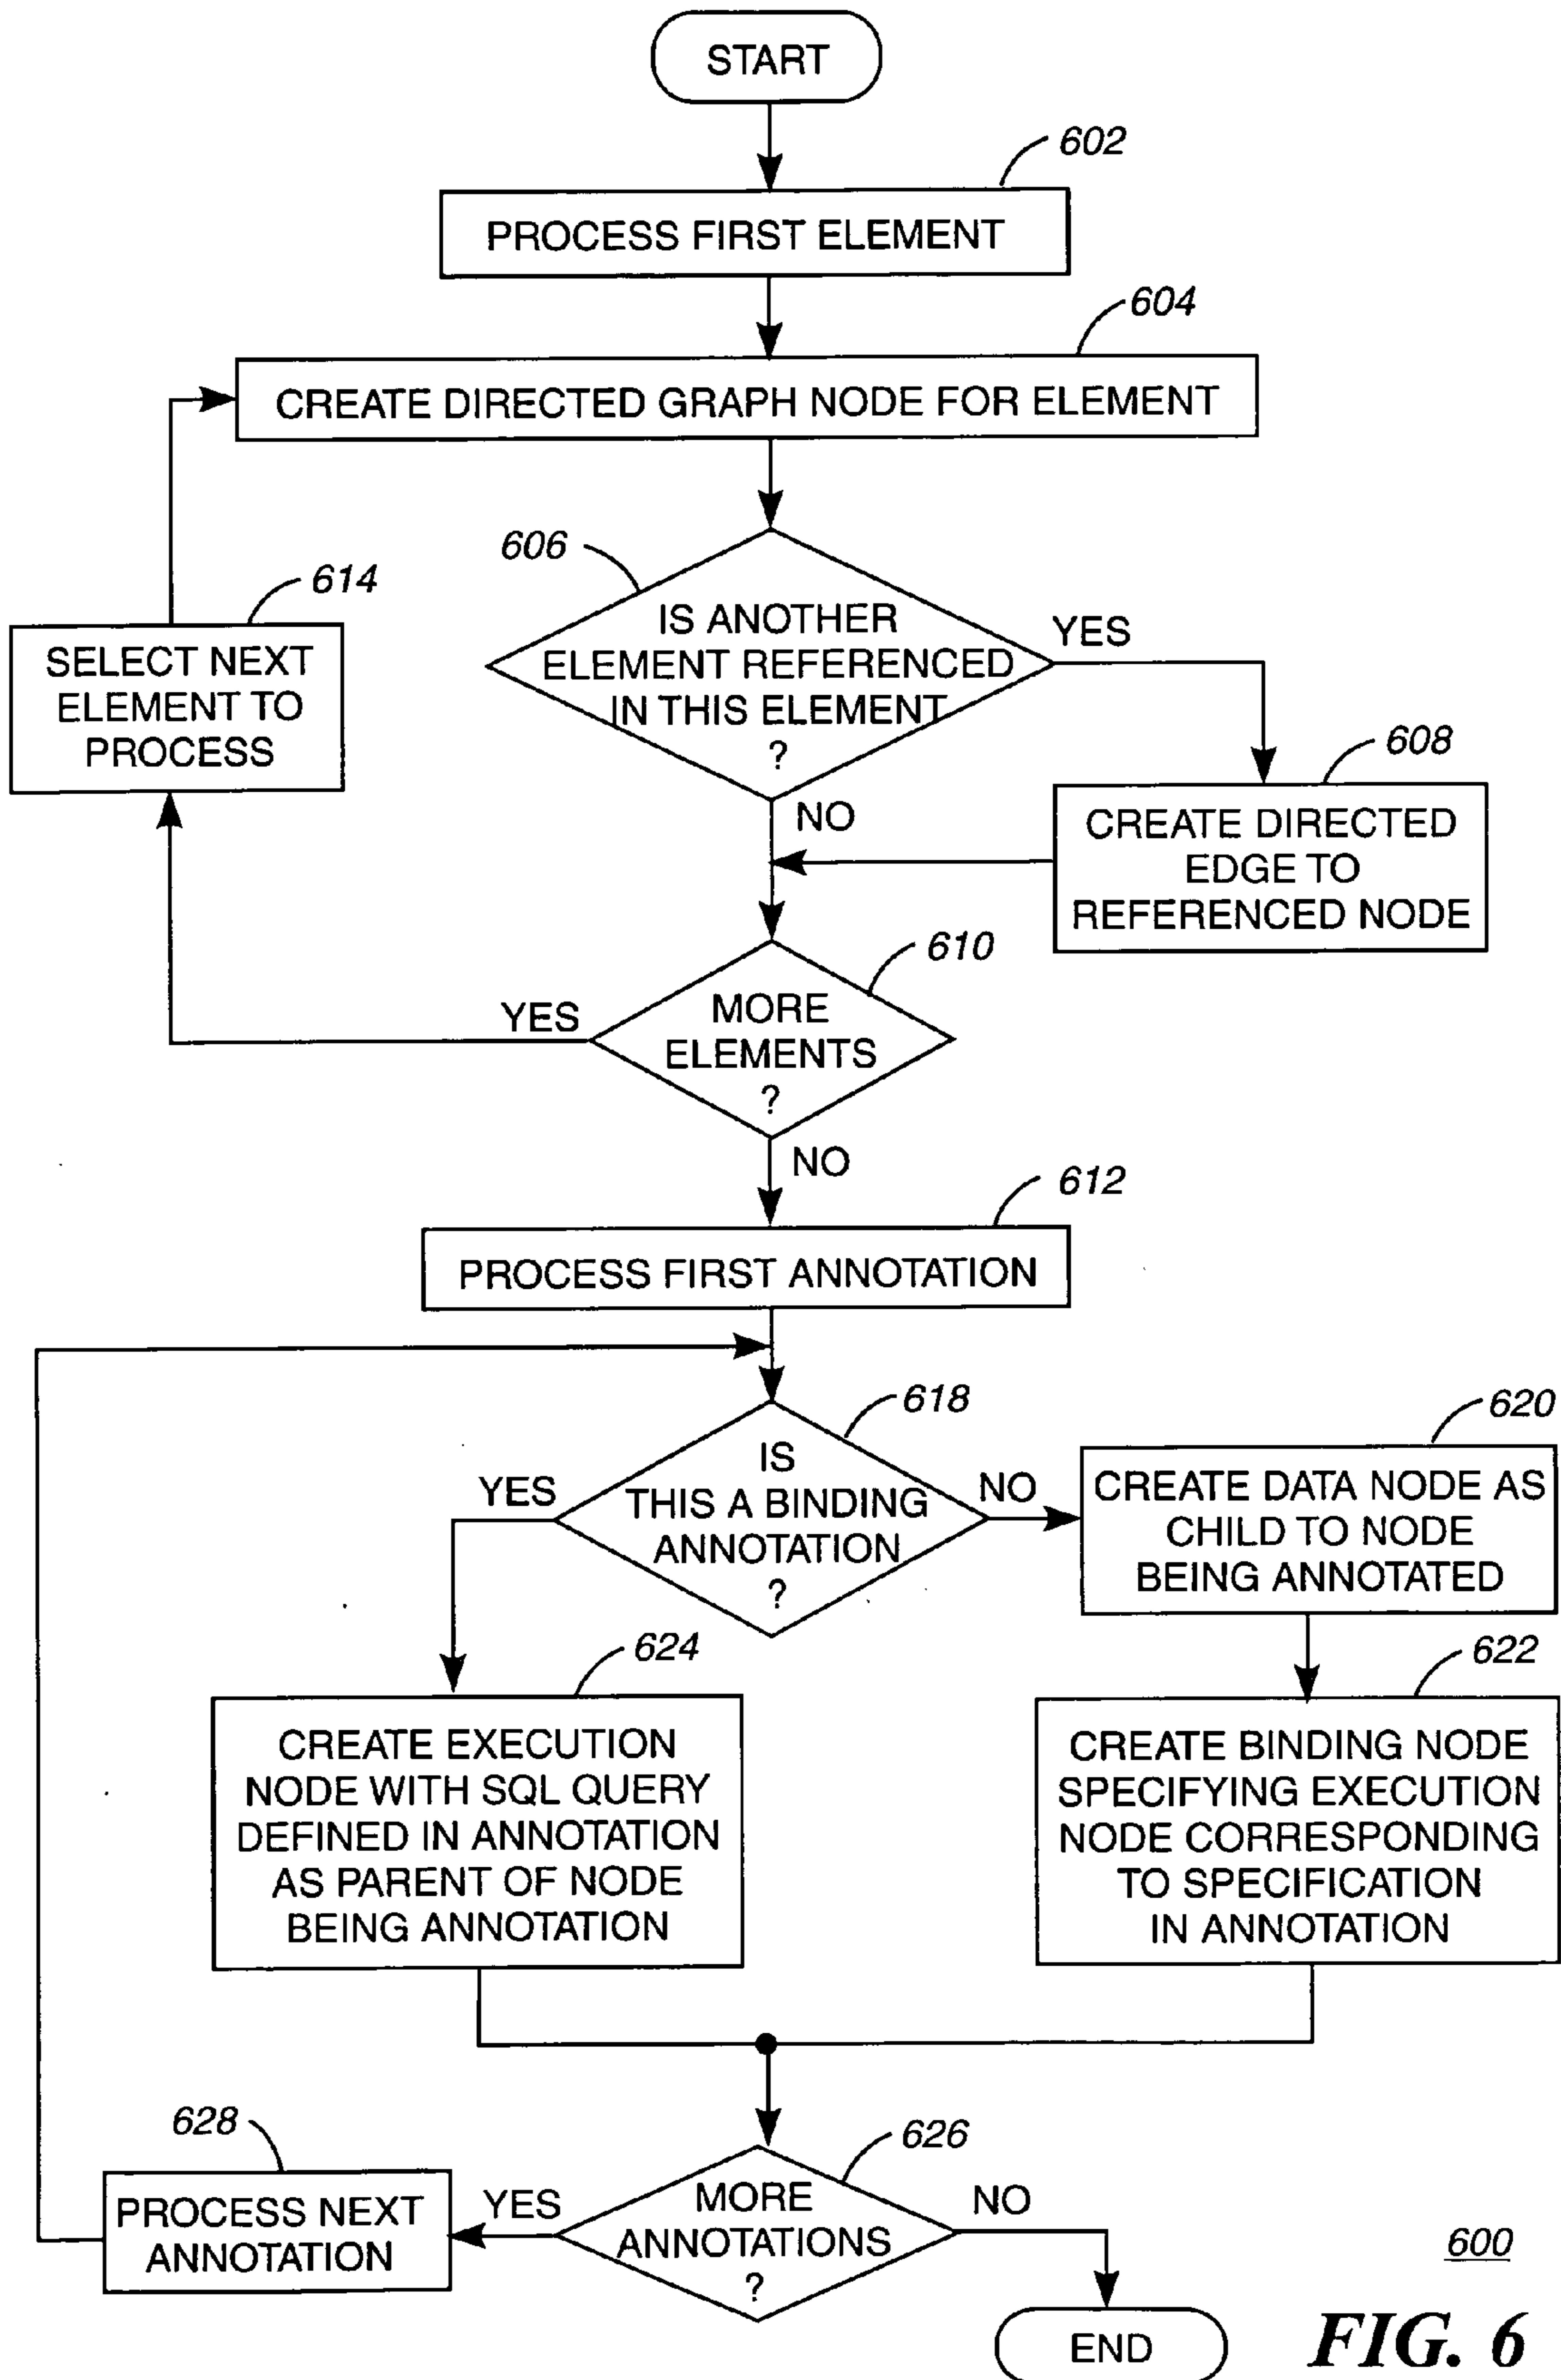 START
602
PROCESS FIRST ELEMENT
604
CREATE DIRECTED GRAPH NODE FOR ELEMENT
606
IS ANOTHER
ELEMENT REFERENCED
IN THIS ELEMENT
?
YES
NO
614
SELECT NEXT
ELEMENT TO
PROCESS
608
CREATE DIRECTED
EDGE TO
REFERENCED NODE
610
MORE
ELEMENTS
?
YES
NO
612
PROCESS FIRST ANNOTATION
618
IS
THIS A BINDING
ANNOTATION
?
YES
NO
620
CREATE DATA NODE AS
CHILD TO NODE
BEING ANNOTATED
624
CREATE EXECUTION
NODE WITH SQL QUERY
DEFINED IN ANNOTATION
AS PARENT OF NODE
BEING ANNOTATION
622
CREATE BINDING NODE
SPECIFYING EXECUTION
NODE CORRESPONDING
TO SPECIFICATION
IN ANNOTATION
626
MORE
ANNOTATIONS
?
YES
NO
628
PROCESS NEXT
ANNOTATION
END
600
FIG. 6